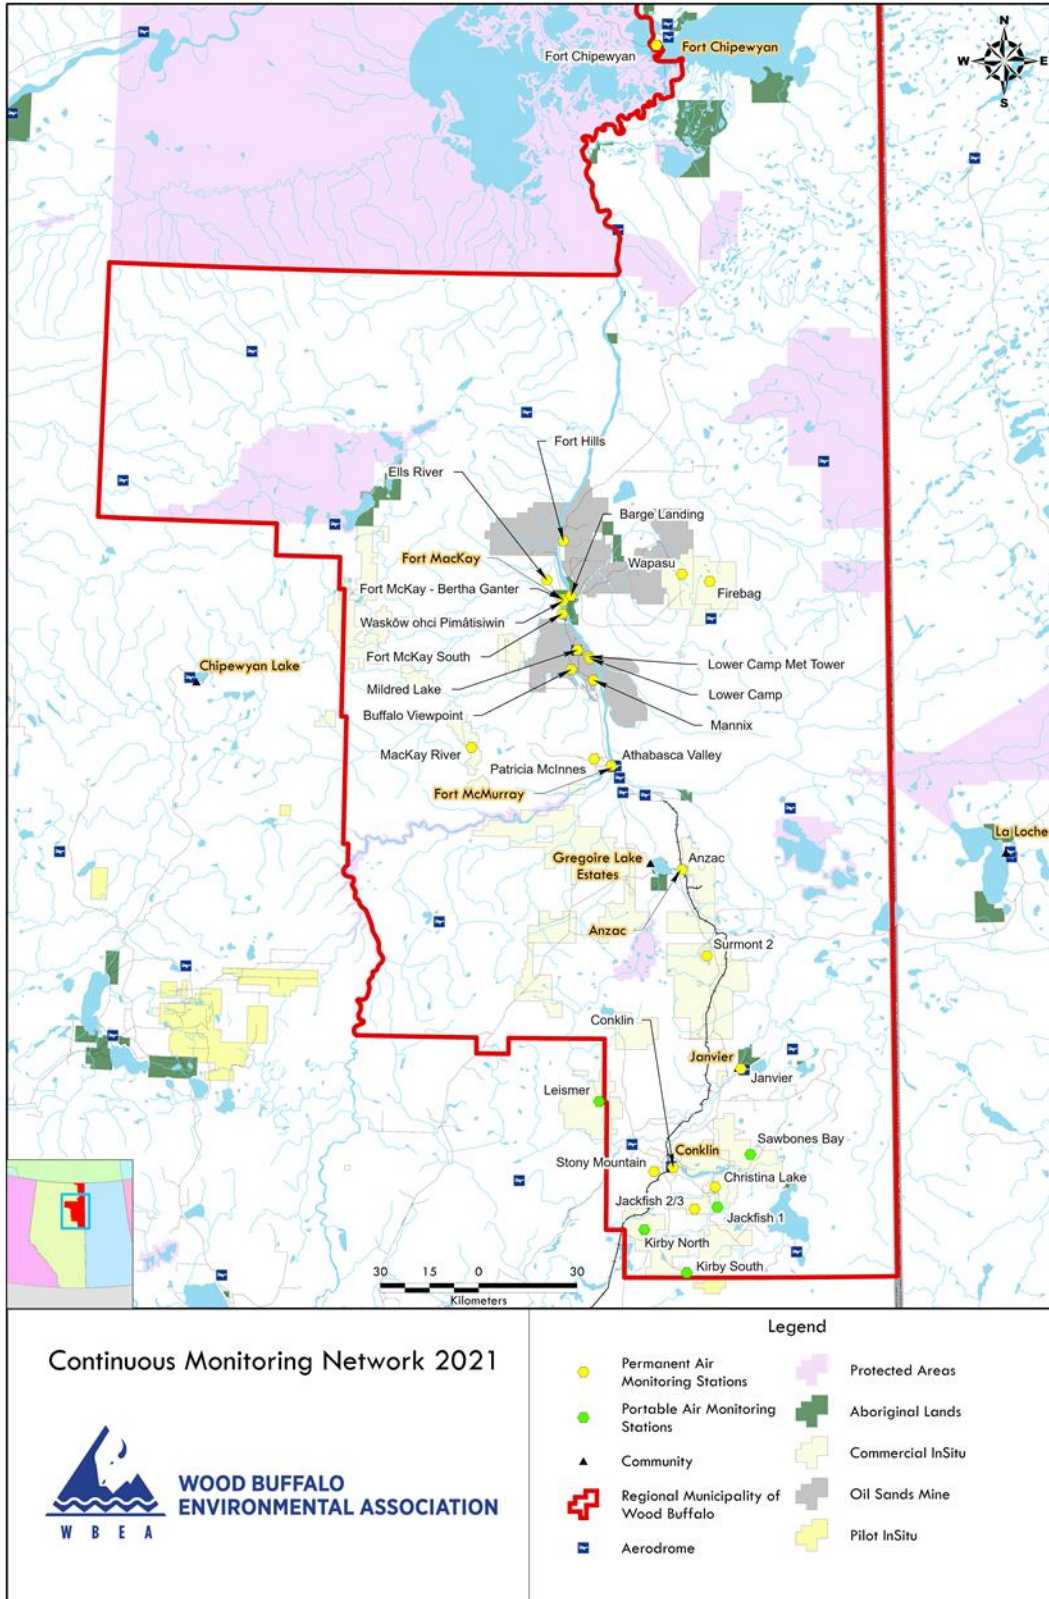 N
W E
S
Fort Chipewyan
Fort Chipewyan
Fort Hills
Ells River
Barge Landing
Fort MacKay
Wapasu
Fort McKay - Bertha Ganter
Firebag
Waskōw ohci Pimâtisiwin
Fort McKay South
Chipewyan Lake
Lower Camp Met Tower
Mildred Lake
Lower Camp
Buffalo Viewpoint
Mannix
MacKay River
Athabasca Valley
Patricia McInnes
Fort McMurray
La Loche
Gregoire Lake
Estates
Anzac
Anzac
Surmont 2
Conklin
Janvier
Janvier
Leismer
Sawbones Bay
Conklin
Stony Mountain
Christina Lake
Jackfish 2/3
Jackfish 1
Kirby North
Kirby South
30 15 0 30
Kilometers
Continuous Monitoring Network 2021
WBEA
WOOD BUFFALO
ENVIRONMENTAL ASSOCIATION
Legend
Permanent Air
Monitoring Stations
Portable Air Monitoring
Stations
Community
Regional Municipality of
Wood Buffalo
Aerodrome
Protected Areas
Aboriginal Lands
Commercial InSitu
Oil Sands Mine
Pilot InSitu